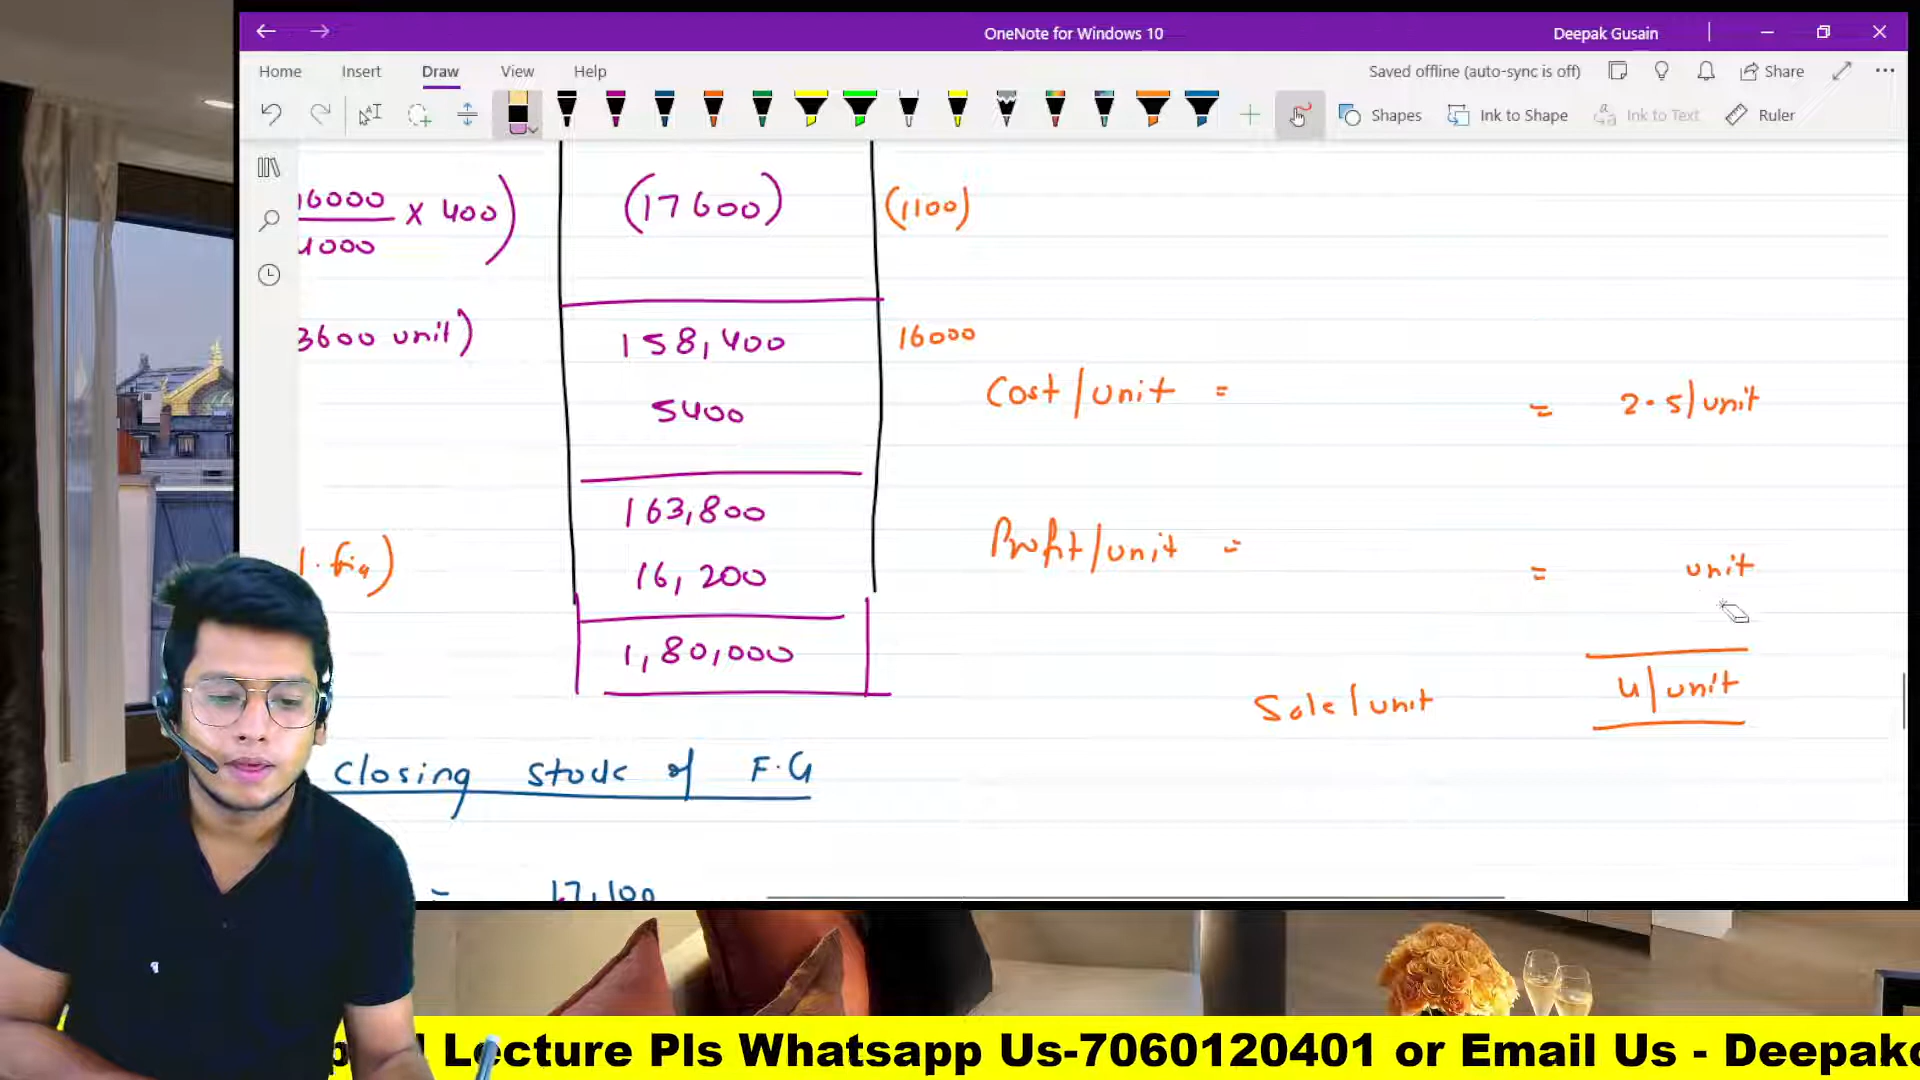 OneNote for Windows 10
Deepak Gusain
Home Insert Draw View Help
Saved offline (auto-sync is off)
Share
Shapes
Ink to Shape
Ink to Text
Ruler
16000 × 400)
4000
(17600)
(1100)
3600 unit)
158,400
16000
5400
Cost/unit =
= 2.5/unit
163,800
Profit/unit =
= unit
16,200
1,80,000
Sale/unit
4/unit
closing stock of F.G
= 17,100
Lecture Pls Whatsapp Us-7060120401 or Email Us - Deepak